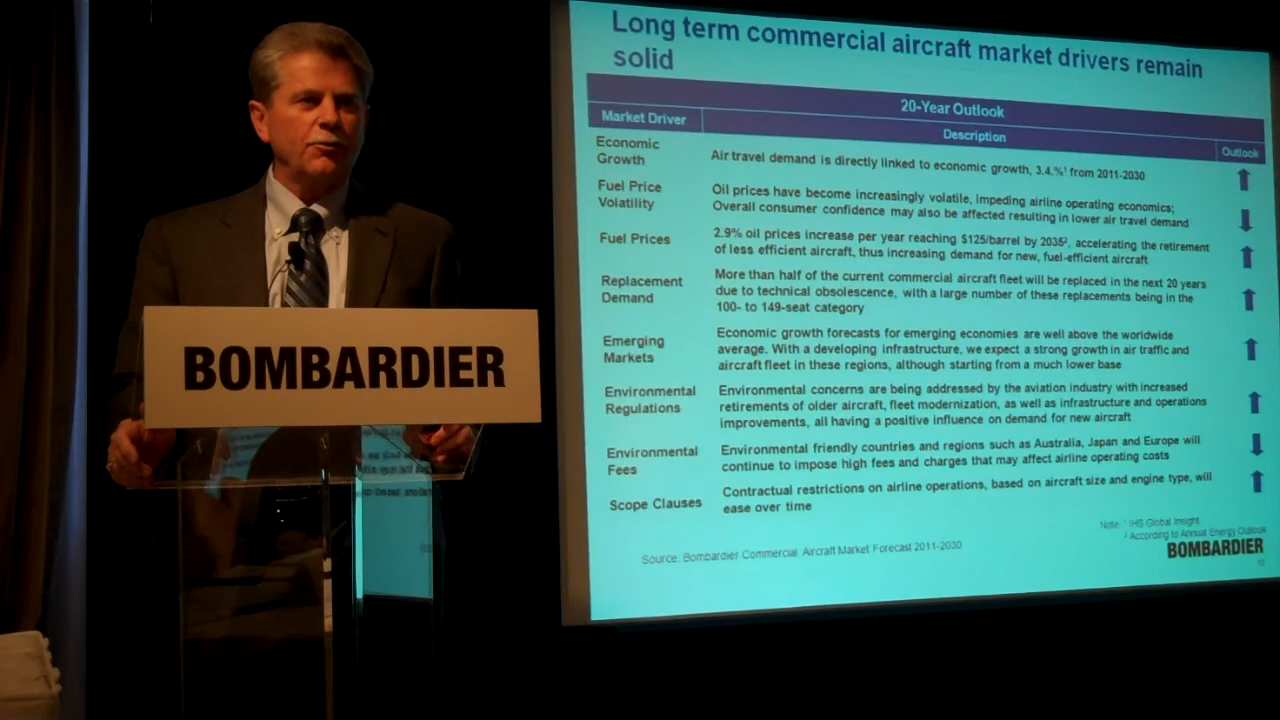 Long term commercial aircraft market drivers remain
solid
20-Year Outlook
Market Driver
Description
Outlook
Economic
Growth
Air travel demand is directly linked to economic growth, 3.4.%¹ from 2011-2030
Fuel Price
Volatility
Oil prices have become increasingly volatile, impeding airline operating economics;
Overall consumer confidence may also be affected resulting in lower air travel demand
Fuel Prices
2.9% oil prices increase per year reaching $125/barrel by 2035², accelerating the retirement
of less efficient aircraft, thus increasing demand for new, fuel-efficient aircraft
Replacement
Demand
More than half of the current commercial aircraft fleet will be replaced in the next 20 years
due to technical obsolescence, with a large number of these replacements being in the
100- to 149-seat category
Emerging
Markets
Economic growth forecasts for emerging economies are well above the worldwide
average. With a developing infrastructure, we expect a strong growth in air traffic and
aircraft fleet in these regions, although starting from a much lower base
Environmental
Regulations
Environmental concerns are being addressed by the aviation industry with increased
retirements of older aircraft, fleet modernization, as well as infrastructure and operations
improvements, all having a positive influence on demand for new aircraft
Environmental
Fees
Environmental friendly countries and regions such as Australia, Japan and Europe will
continue to impose high fees and charges that may affect airline operating costs
Scope Clauses
Contractual restrictions on airline operations, based on aircraft size and engine type, will
ease over time
Note: ¹ IHS Global Insight
² According to Annual Energy Outlook
Source: Bombardier Commercial Aircraft Market Forecast 2011-2030
BOMBARDIER
10
BOMBARDIER